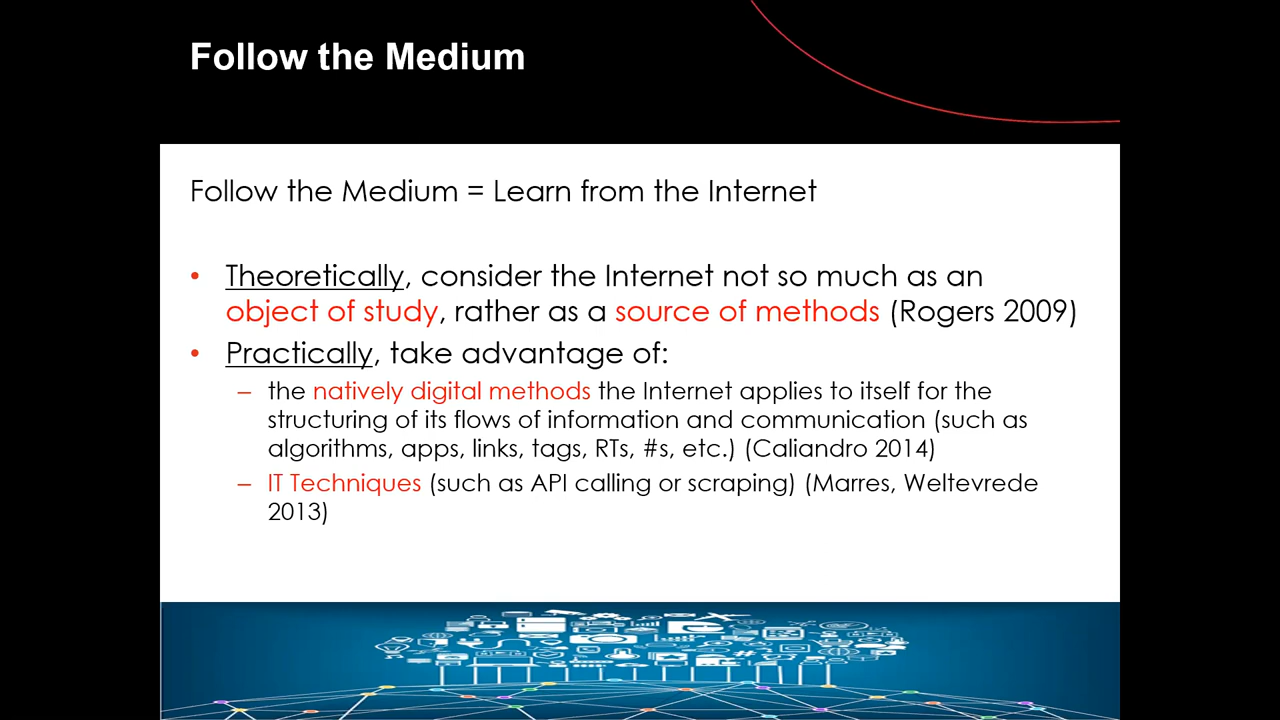 Follow the Medium
Follow the Medium = Learn from the Internet
• Theoretically, consider the Internet not so much as an
object of study, rather as a source of methods (Rogers 2009)
• Practically, take advantage of:
– the natively digital methods the Internet applies to itself for the
structuring of its flows of information and communication (such as
algorithms, apps, links, tags, RTs, #s, etc.) (Caliandro 2014)
– IT Techniques (such as API calling or scraping) (Marres, Weltevrede
2013)